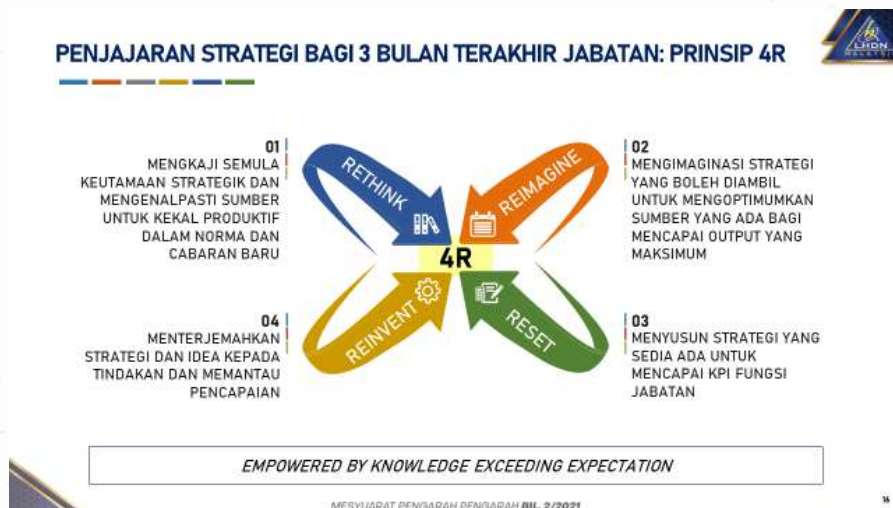 PENJAJARAN STRATEGI BAGI 3 BULAN TERAKHIR JABATAN: PRINSIP 4R
LHDN
MALAYSIA
01
MENGKAJI SEMULA
KEUTAMAAN STRATEGIK DAN
MENGENALPASTI SUMBER
UNTUK KEKAL PRODUKTIF
DALAM NORMA DAN
CABARAN BARU
RETHINK
REIMAGINE
02
MENGIMAGINASI STRATEGI
YANG BOLEH DIAMBIL
UNTUK MENGOPTIMUMKAN
SUMBER YANG ADA BAGI
MENCAPAI OUTPUT YANG
MAKSIMUM
4R
04
MENTERJEMAHKAN
STRATEGI DAN IDEA KEPADA
TINDAKAN DAN MEMANTAU
PENCAPAIAN
REINVENT
RESET
03
MENYUSUN STRATEGI YANG
SEDIA ADA UNTUK
MENCAPAI KPI FUNGSI
JABATAN
EMPOWERED BY KNOWLEDGE EXCEEDING EXPECTATION
MESYUARAT PENGARAH PENGARAH BIL. 2/2021
16